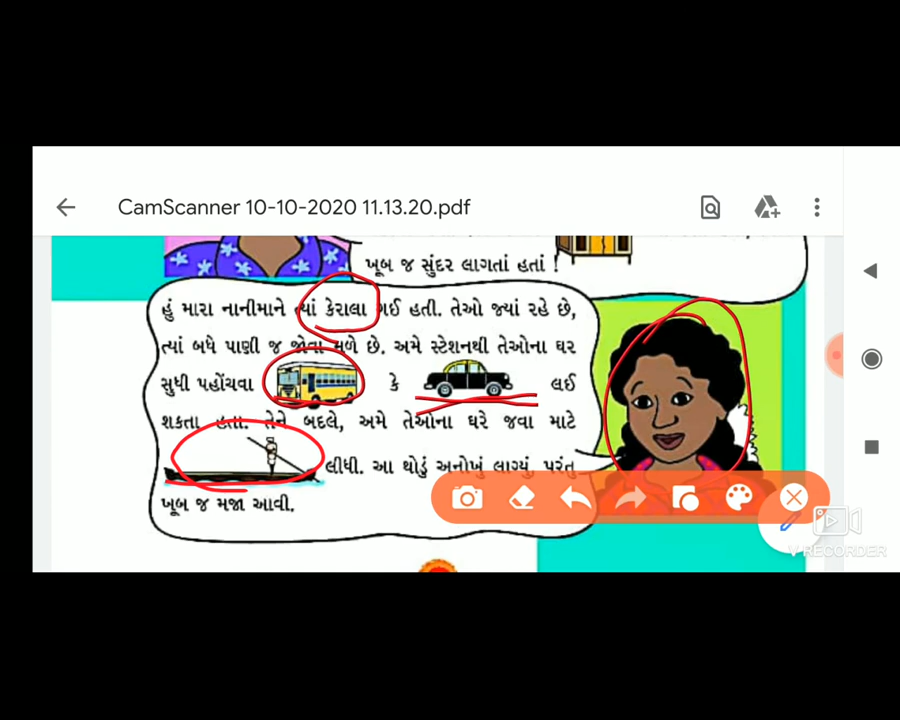 CamScanner 10-10-2020 11.13.20.pdf
ખૂબ જ સુંદર લાગતાં હતાં !
હું મારા નાનીમાને ત્યાં કેરાલા ગઈ હતી. તેઓ જ્યાં રહે છે,
ત્યાં બધે પાણી જ જોવા મળે છે. અમે સ્ટેશનથી તેઓના ઘર
સુધી પહોંચવા કે લઈ
શકતા હતા. તેને બદલે, અમે તેઓના ઘરે જવા માટે
લીધી. આ થોડું અનોખું લાગ્યું પરંતુ
ખૂબ જ મજા આવી.
V RECORDER